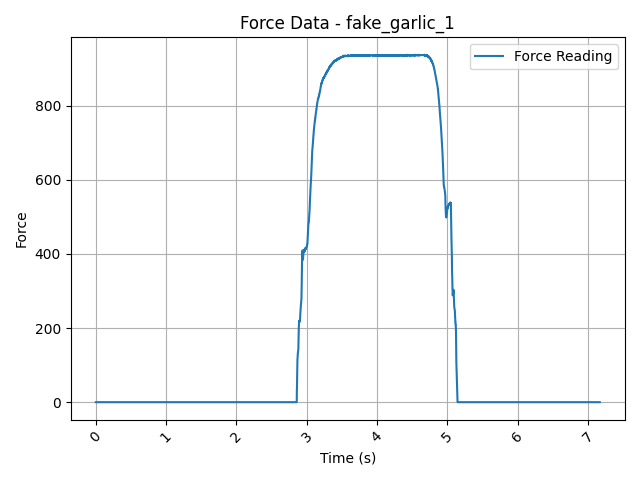 Force Data - fake_garlic_1
Force Reading
Force
800
600
400
200
0
0 1 2 3 4 5 6 7
Time (s)